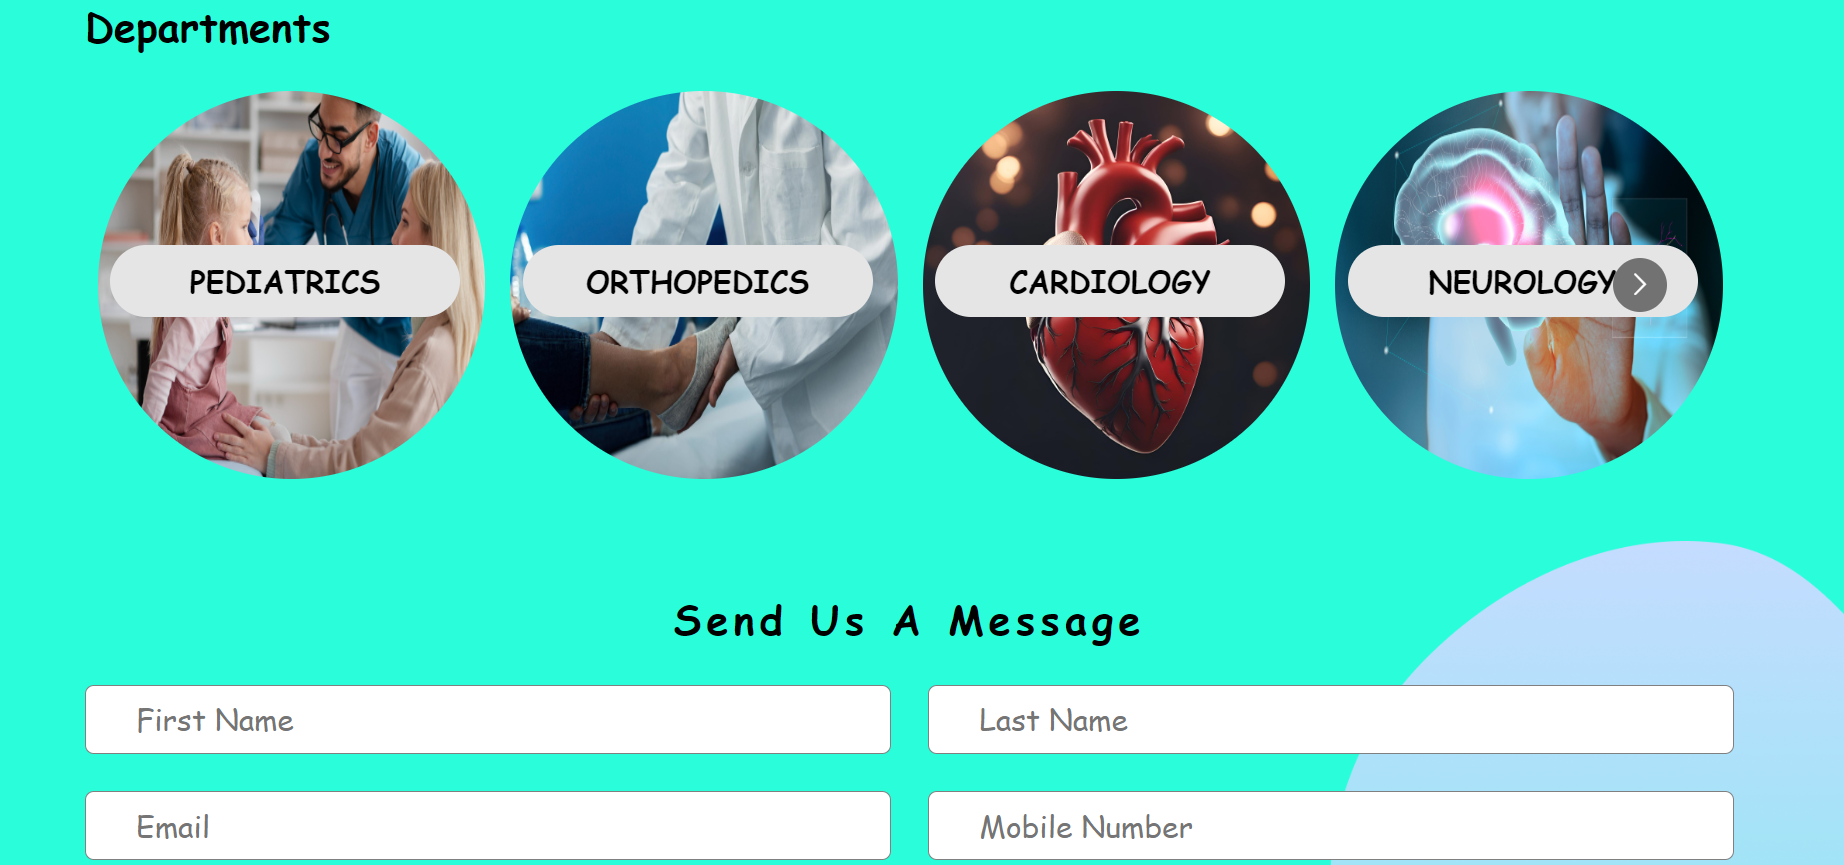 Departments
PEDIATRICS
ORTHOPEDICS
CARDIOLOGY
NEUROLOGY
Send Us A Message
First Name
Last Name
Email
Mobile Number